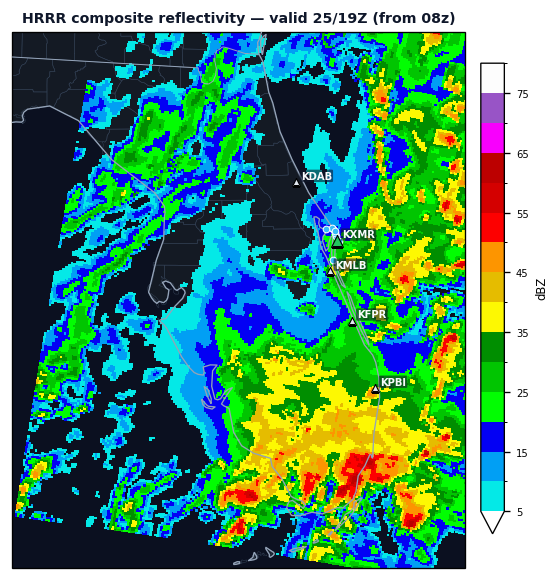 HRRR composite reflectivity — valid 25/19Z (from 08z)
KDAB
KXMR
KMLB
KFPR
KPBI
75
65
55
45
35
25
15
5
dBZ